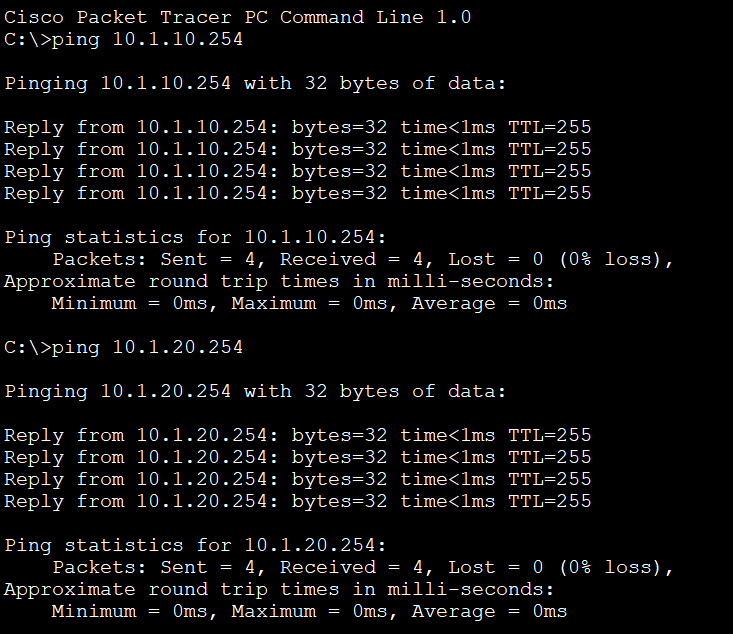 Cisco Packet Tracer PC Command Line 1.0
C:\>ping 10.1.10.254
Pinging 10.1.10.254 with 32 bytes of data:
Reply from 10.1.10.254: bytes=32 time<1ms TTL=255
Reply from 10.1.10.254: bytes=32 time<1ms TTL=255
Reply from 10.1.10.254: bytes=32 time<1ms TTL=255
Reply from 10.1.10.254: bytes=32 time<1ms TTL=255
Ping statistics for 10.1.10.254:
    Packets: Sent = 4, Received = 4, Lost = 0 (0% loss),
Approximate round trip times in milli-seconds:
    Minimum = 0ms, Maximum = 0ms, Average = 0ms
C:\>ping 10.1.20.254
Pinging 10.1.20.254 with 32 bytes of data:
Reply from 10.1.20.254: bytes=32 time<1ms TTL=255
Reply from 10.1.20.254: bytes=32 time<1ms TTL=255
Reply from 10.1.20.254: bytes=32 time<1ms TTL=255
Reply from 10.1.20.254: bytes=32 time<1ms TTL=255
Ping statistics for 10.1.20.254:
    Packets: Sent = 4, Received = 4, Lost = 0 (0% loss),
Approximate round trip times in milli-seconds:
    Minimum = 0ms, Maximum = 0ms, Average = 0ms